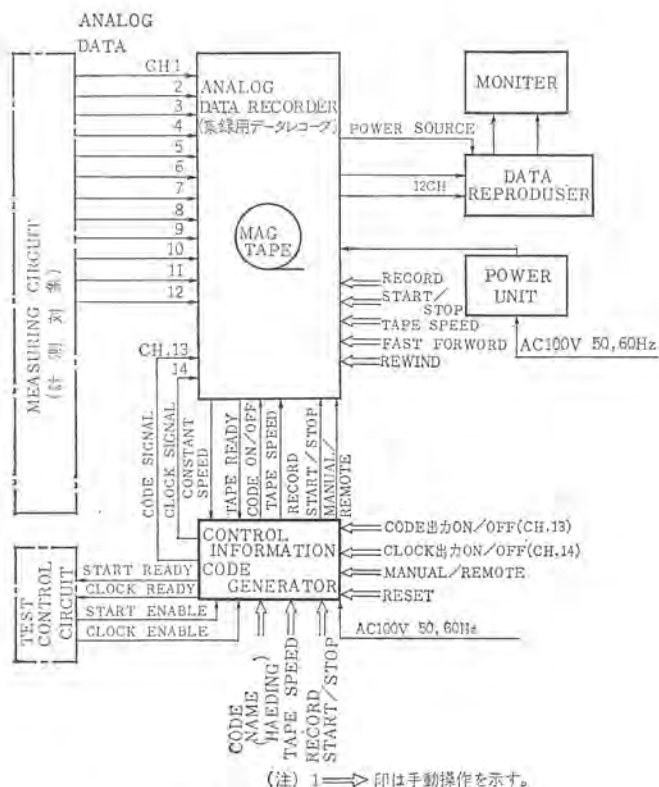 ANALOG
DATA
MEASURING CIRCUIT
(計測対象)
CH1
2
3
4
5
6
7
8
9
10
11
12
CH.13
14
ANALOG
DATA RECORDER
(集録用データレコーダ)
MAG
TAPE
POWER SOURCE
12CH
MONITER
DATA
REPRODUSER
POWER
UNIT
AC100V 50,60Hz
RECORD
START/
STOP
TAPE SPEED
FAST FORWORD
REWIND
CODE SIGNAL
CLOCK SIGNAL
CONSTANT
SPEED
TAPE READY
CODE ON/OFF
TAPE SPEED
RECORD
START/STOP
MANUAL/
REMOTE
CONTROL
INFORMATION
CODE
GENERATOR
CODE出力ON/OFF(CH.13)
CLOCK出力ON/OFF(CH.14)
MANUAL/REMOTE
RESET
AC100V 50,60Hz
TEST CONTROL
CIRCUIT
START READY
CLOCK READY
START ENABLE
CLOCK ENABLE
CODE
NAME
(HAEDING)
TAPE SPEED
RECORD
START/STOP
(注) 1⇒印は手動操作を示す。